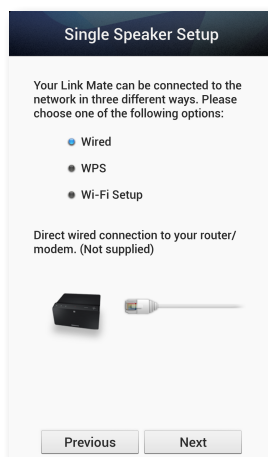 Single Speaker Setup
Your Link Mate can be connected to the
network in three different ways. Please
choose one of the following options:
Wired
WPS
Wi-Fi Setup
Direct wired connection to your router/
modem. (Not supplied)
Previous
Next